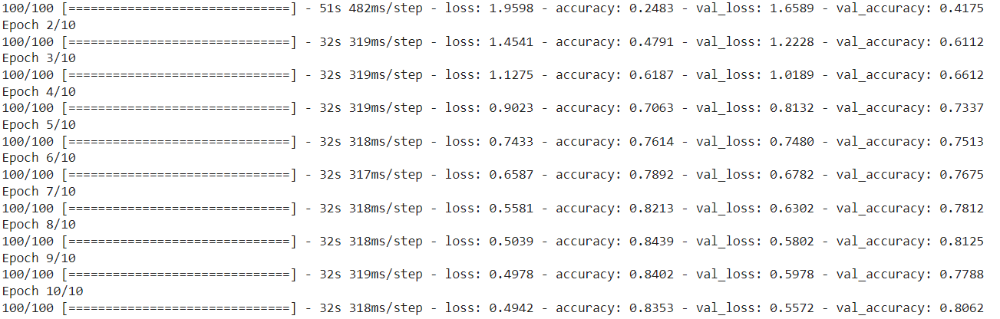 100/100 [==============================] - 51s 482ms/step - loss: 1.9598 - accuracy: 0.2483 - val_loss: 1.6589 - val_accuracy: 0.4175
Epoch 2/10
100/100 [==============================] - 32s 319ms/step - loss: 1.4541 - accuracy: 0.4791 - val_loss: 1.2228 - val_accuracy: 0.6112
Epoch 3/10
100/100 [==============================] - 32s 319ms/step - loss: 1.1275 - accuracy: 0.6187 - val_loss: 1.0189 - val_accuracy: 0.6612
Epoch 4/10
100/100 [==============================] - 32s 319ms/step - loss: 0.9023 - accuracy: 0.7063 - val_loss: 0.8132 - val_accuracy: 0.7337
Epoch 5/10
100/100 [==============================] - 32s 318ms/step - loss: 0.7433 - accuracy: 0.7614 - val_loss: 0.7480 - val_accuracy: 0.7513
Epoch 6/10
100/100 [==============================] - 32s 317ms/step - loss: 0.6587 - accuracy: 0.7892 - val_loss: 0.6782 - val_accuracy: 0.7675
Epoch 7/10
100/100 [==============================] - 32s 318ms/step - loss: 0.5581 - accuracy: 0.8213 - val_loss: 0.6302 - val_accuracy: 0.7812
Epoch 8/10
100/100 [==============================] - 32s 318ms/step - loss: 0.5039 - accuracy: 0.8439 - val_loss: 0.5802 - val_accuracy: 0.8125
Epoch 9/10
100/100 [==============================] - 32s 319ms/step - loss: 0.4978 - accuracy: 0.8402 - val_loss: 0.5978 - val_accuracy: 0.7788
Epoch 10/10
100/100 [==============================] - 32s 318ms/step - loss: 0.4942 - accuracy: 0.8353 - val_loss: 0.5572 - val_accuracy: 0.8062